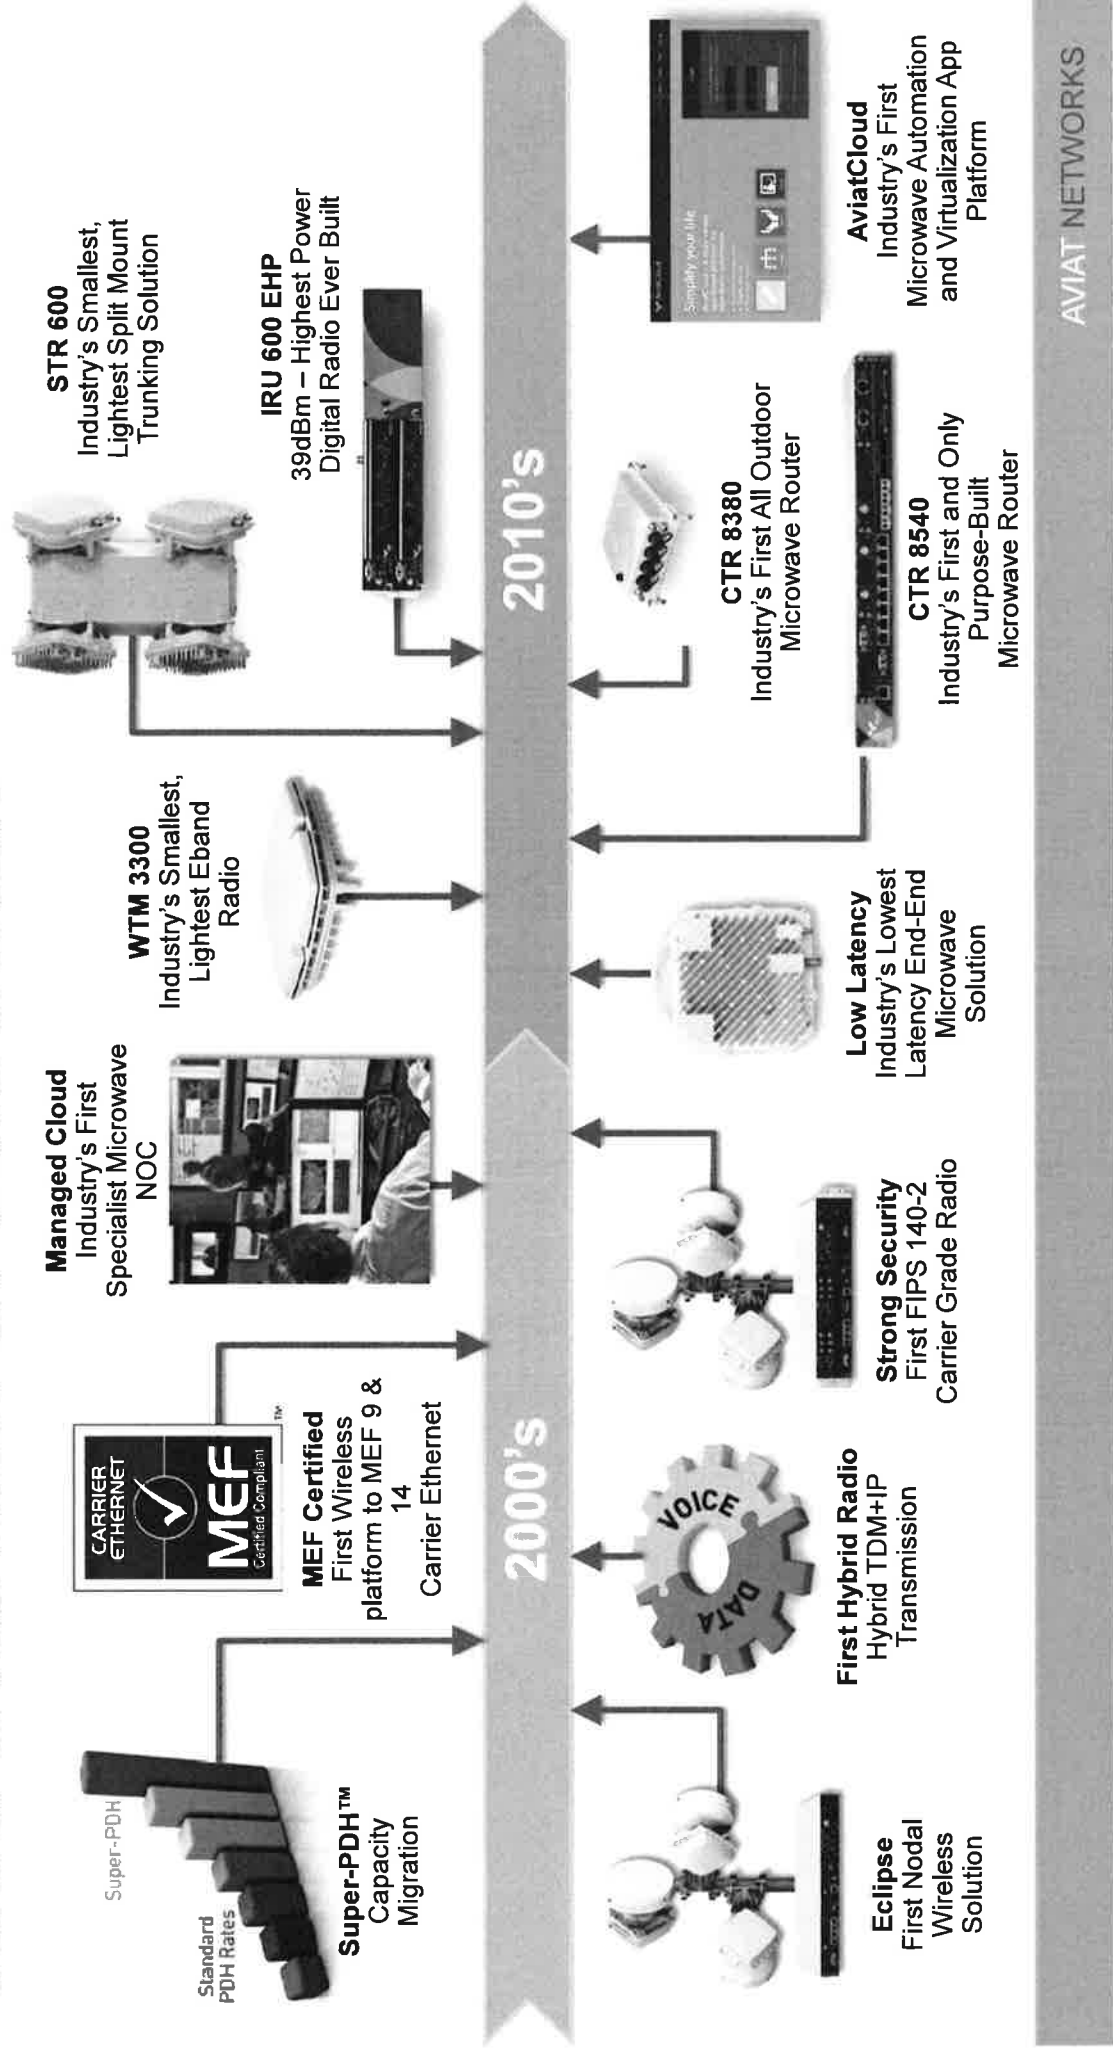 Super-PDH
Standard
PDH Rates
Super-PDH™
Capacity
Migration
CARRIER
ETHERNET
MEF
Certified Compliant
™
MEF Certified
First Wireless
platform to MEF 9 &
14
Carrier Ethernet
Managed Cloud
Industry's First
Specialist Microwave
NOC
WTM 3300
Industry's Smallest,
Lightest Eband
Radio
STR 600
Industry's Smallest,
Lightest Split Mount
Trunking Solution
IRU 600 EHP
39dBm – Highest Power
Digital Radio Ever Built
2000's
2010's
Eclipse
First Nodal
Wireless
Solution
VOICE
DATA
First Hybrid Radio
Hybrid TDM+IP
Transmission
Strong Security
First FIPS 140-2
Carrier Grade Radio
Low Latency
Industry's Lowest
Latency End-End
Microwave
Solution
CTR 8540
Industry's First and Only
Purpose-Built
Microwave Router
CTR 8380
Industry's First All Outdoor
Microwave Router
Simplify your life
AviatCloud
Industry's First
Microwave Automation
and Virtualization App
Platform
AVIAT NETWORKS